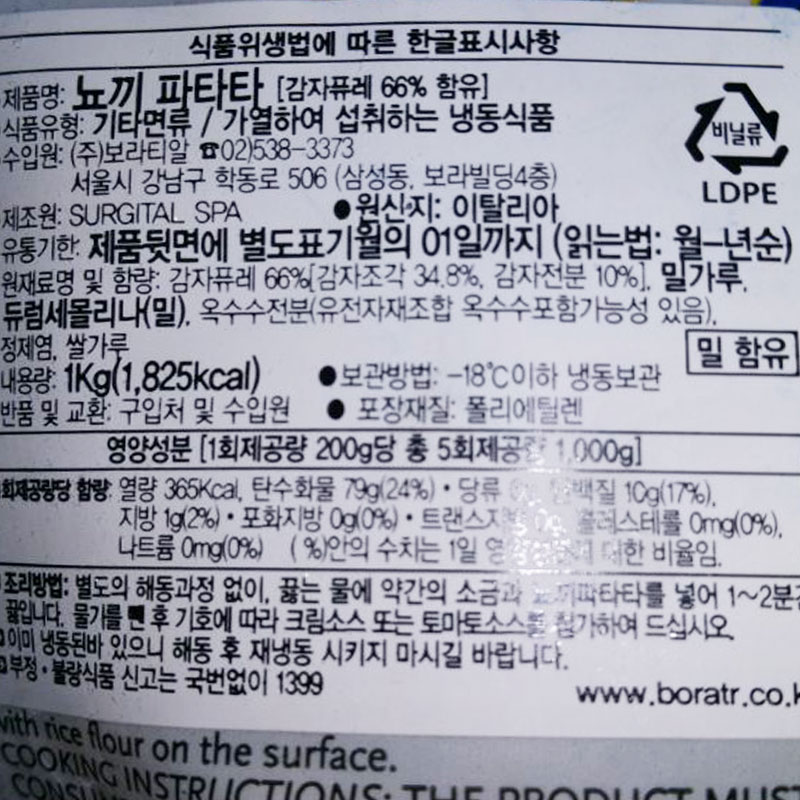 식품위생법에 따른 한글표시사항
제품명: 뇨끼 파타타 [감자퓨레 66% 함유]
식품유형: 기타면류 / 가열하여 섭취하는 냉동식품
수입원: (주)보라티알 ☎02)538-3373
서울시 강남구 학동로 506 (삼성동, 보라빌딩4층)
비닐류
LDPE
제조원: SURGITAL SPA ●원산지: 이탈리아
유통기한: 제품뒷면에 별도표기월의 01일까지 (읽는법: 월-년순)
원재료명 및 함량: 감자퓨레 66%[감자조각 34.8%, 감자전분 10%], 밀가루,
듀럼세몰리나(밀), 옥수수전분(유전자재조합 옥수수포함가능성 있음),
정제염, 쌀가루
밀 함유
내용량: 1Kg(1,825kcal) ●보관방법: -18℃이하 냉동보관
반품 및 교환: 구입처 및 수입원 ● 포장재질: 폴리에틸렌
영양성분 [1회제공량 200g당 총 5회제공량 1,000g]
회제공량당 함량: 열량 365Kcal, 탄수화물 79g(24%) • 당류 단백질 10g(17%),
지방 1g(2%) • 포화지방 0g(0%) • 트랜스지방 0g, 콜레스테롤 0mg(0%),
나트륨 0mg(0%) ( %)안의 수치는 1일 대한 비율임.
조리방법: 별도의 해동과정 없이, 끓는 물에 약간의 소금과 뇨끼파타타를 넣어 1~2분간
끓입니다. 물기를 뺀 후 기호에 따라 크림소스 또는 토마토소스를 첨가하여 드십시오.
이미 냉동된바 있으니 해동 후 재냉동 시키지 마시길 바랍니다.
부정 • 불량식품 신고는 국번없이 1399
www.boratr.co.k
with rice flour on the surface.
COOKING INSTRUCTIONS: THE PRODUCT MUST